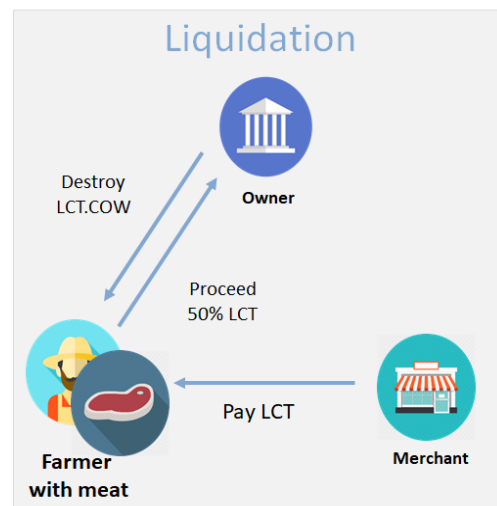 Liquidation
Owner
Destroy
LCT.COW
Proceed
50% LCT
Pay LCT
Farmer
with meat
Merchant